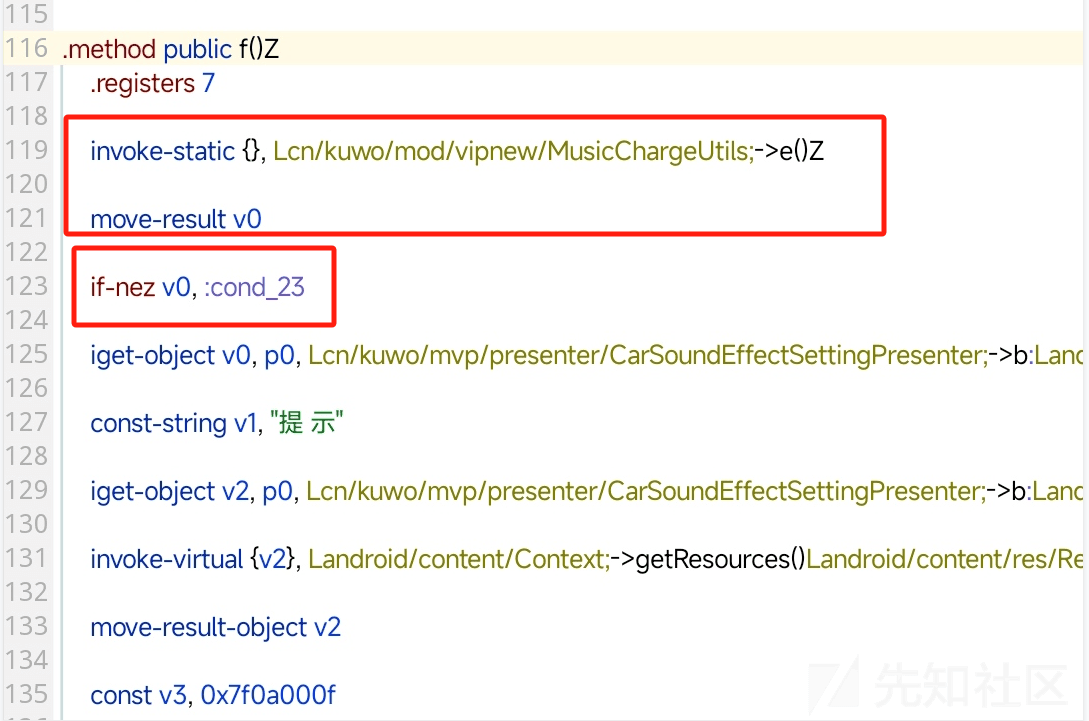 115
116 .method public f()Z
117 .registers 7
118
119 invoke-static {}, Lcn/kuwo/mod/vipnew/MusicChargeUtils;->e()Z
120
121 move-result v0
122
123 if-nez v0, :cond_23
124
125 iget-object v0, p0, Lcn/kuwo/mvp/presenter/CarSoundEffectSettingPresenter;->b:Land
126
127 const-string v1, "提 示"
128
129 iget-object v2, p0, Lcn/kuwo/mvp/presenter/CarSoundEffectSettingPresenter;->b:Land
130
131 invoke-virtual {v2}, Landroid/content/Context;->getResources()Landroid/content/res/Re
132
133 move-result-object v2
134
135 const v3, 0x7f0a000f
先知社区